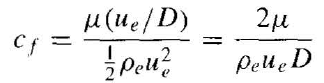 c_f = \frac{\mu(u_e/D)}{\frac{1}{2}\rho_e u_e^2} = \frac{2\mu}{\rho_e u_e D}